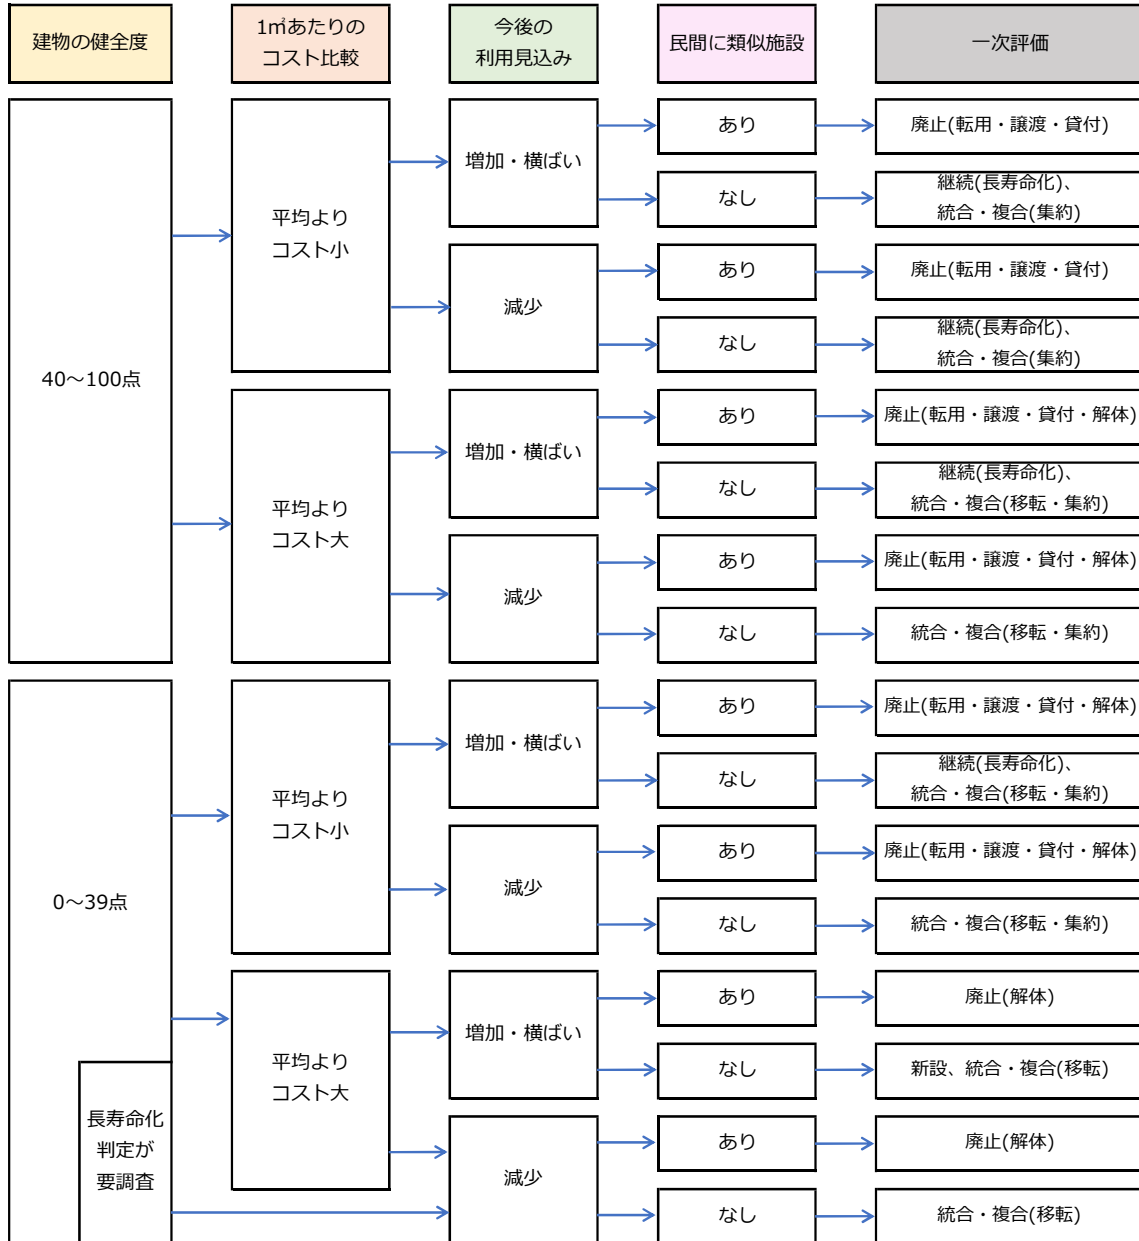 建物の健全度
1㎡あたりの
コスト比較
今後の
利用見込み
民間に類似施設
一次評価
40～100点
平均より
コスト小
増加・横ばい
あり
廃止(転用・譲渡・貸付)
なし
継続(長寿命化)、
統合・複合(集約)
減少
あり
廃止(転用・譲渡・貸付)
なし
継続(長寿命化)、
統合・複合(集約)
平均より
コスト大
増加・横ばい
あり
廃止(転用・譲渡・貸付・解体)
なし
継続(長寿命化)、
統合・複合(移転・集約)
減少
あり
廃止(転用・譲渡・貸付・解体)
なし
統合・複合(移転・集約)
0～39点
平均より
コスト小
増加・横ばい
あり
廃止(転用・譲渡・貸付・解体)
なし
継続(長寿命化)、
統合・複合(移転・集約)
減少
あり
廃止(転用・譲渡・貸付・解体)
なし
統合・複合(移転・集約)
平均より
コスト大
増加・横ばい
あり
廃止(解体)
なし
新設、統合・複合(移転)
長寿命化
判定が
要調査
減少
あり
廃止(解体)
なし
統合・複合(移転)